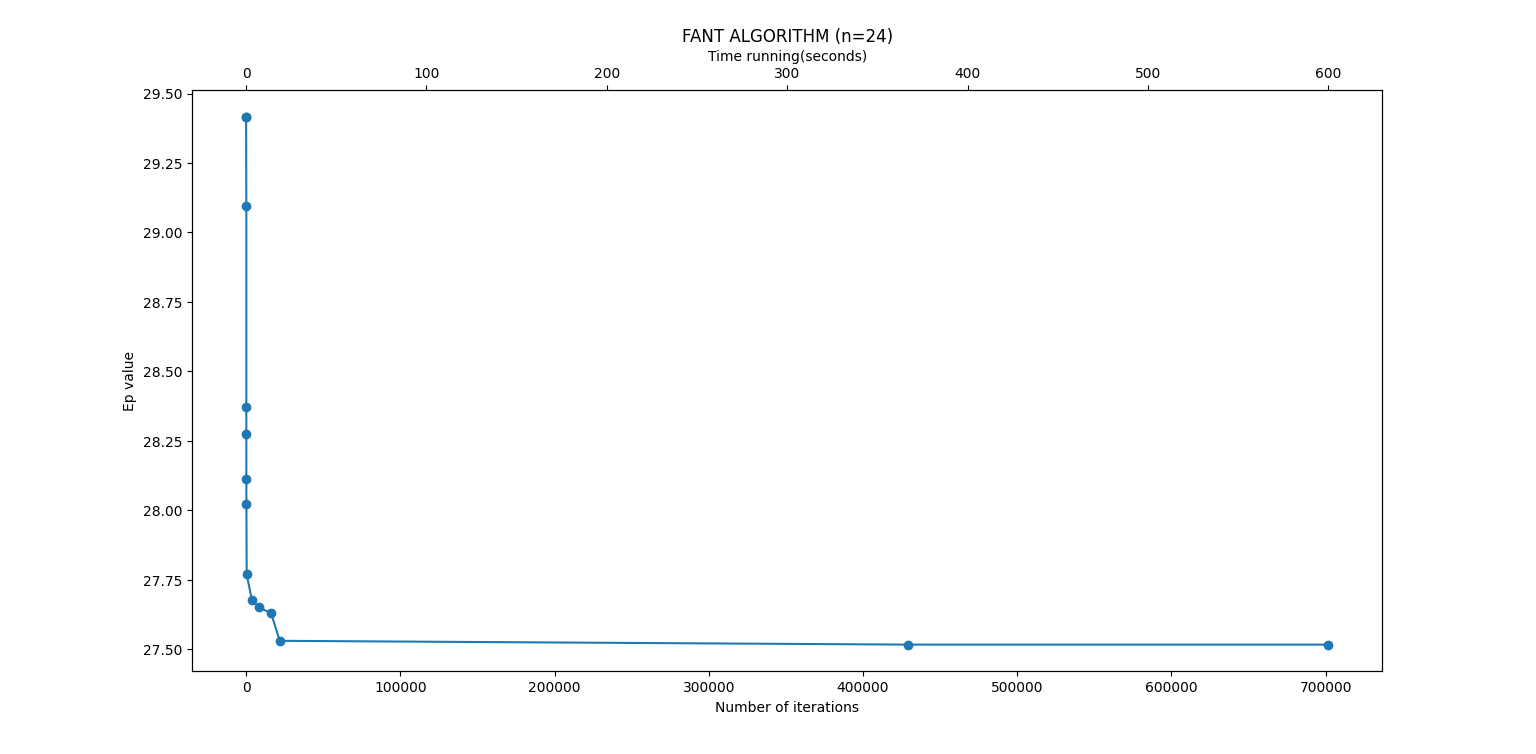 FANT ALGORITHM (n=24)
Time running(seconds)
0 100 200 300 400 500 600
29.50
29.25
29.00
28.75
28.50
28.25
28.00
27.75
27.50
Ep value
0 100000 200000 300000 400000 500000 600000 700000
Number of iterations